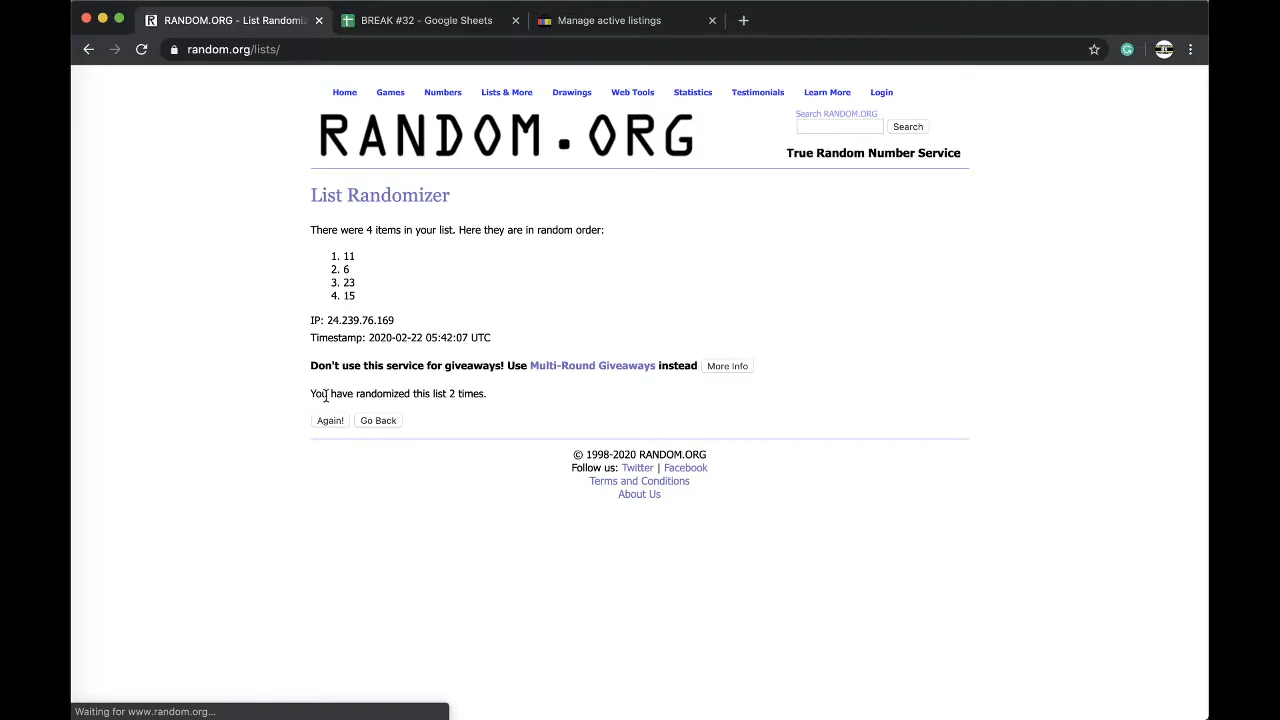 RANDOM.ORG - List Randomi
BREAK #32 - Google Sheets
Manage active listings
random.org/lists/
Home Games Numbers Lists & More Drawings Web Tools Statistics Testimonials Learn More Login
Search RANDOM.ORG
Search
RANDOM.ORG
True Random Number Service
List Randomizer
There were 4 items in your list. Here they are in random order:
1. 11
2. 6
3. 23
4. 15
IP: 24.239.76.169
Timestamp: 2020-02-22 05:42:07 UTC
Don't use this service for giveaways! Use Multi-Round Giveaways instead More Info
You have randomized this list 2 times.
Again! Go Back
© 1998-2020 RANDOM.ORG
Follow us: Twitter | Facebook
Terms and Conditions
About Us
Waiting for www.random.org...